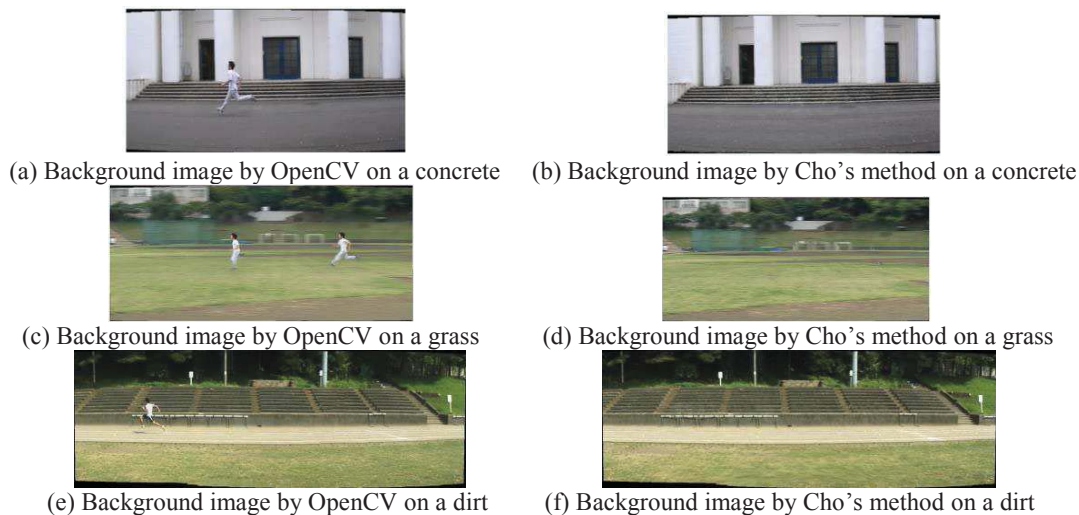 (a) Background image by OpenCV on a concrete
(b) Background image by Cho's method on a concrete
(c) Background image by OpenCV on a grass
(d) Background image by Cho's method on a grass
(e) Background image by OpenCV on a dirt
(f) Background image by Cho's method on a dirt